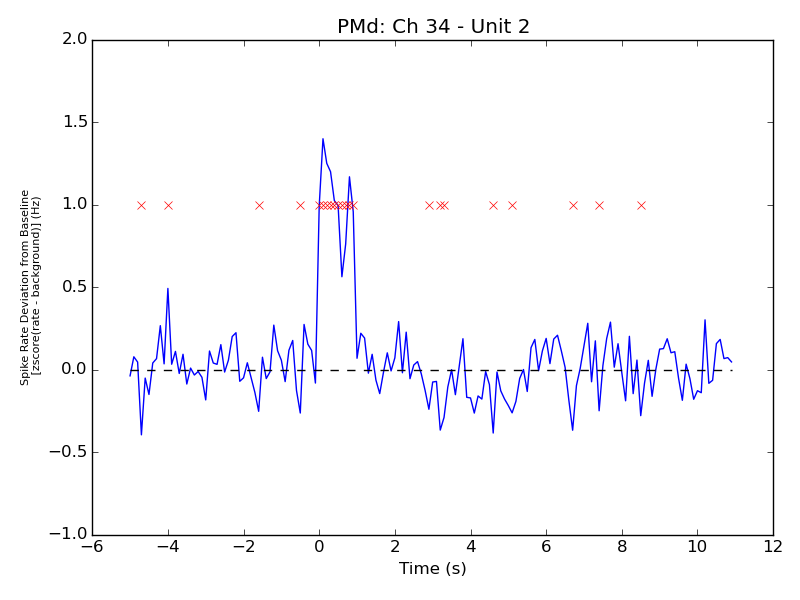 PMd: Ch 34 - Unit 2
2.0
1.5
1.0
0.5
0.0
−0.5
−1.0
Spike Rate Deviation from Baseline
[zscore(rate - background)] (Hz)
−6 −4 −2 0 2 4 6 8 10 12
Time (s)